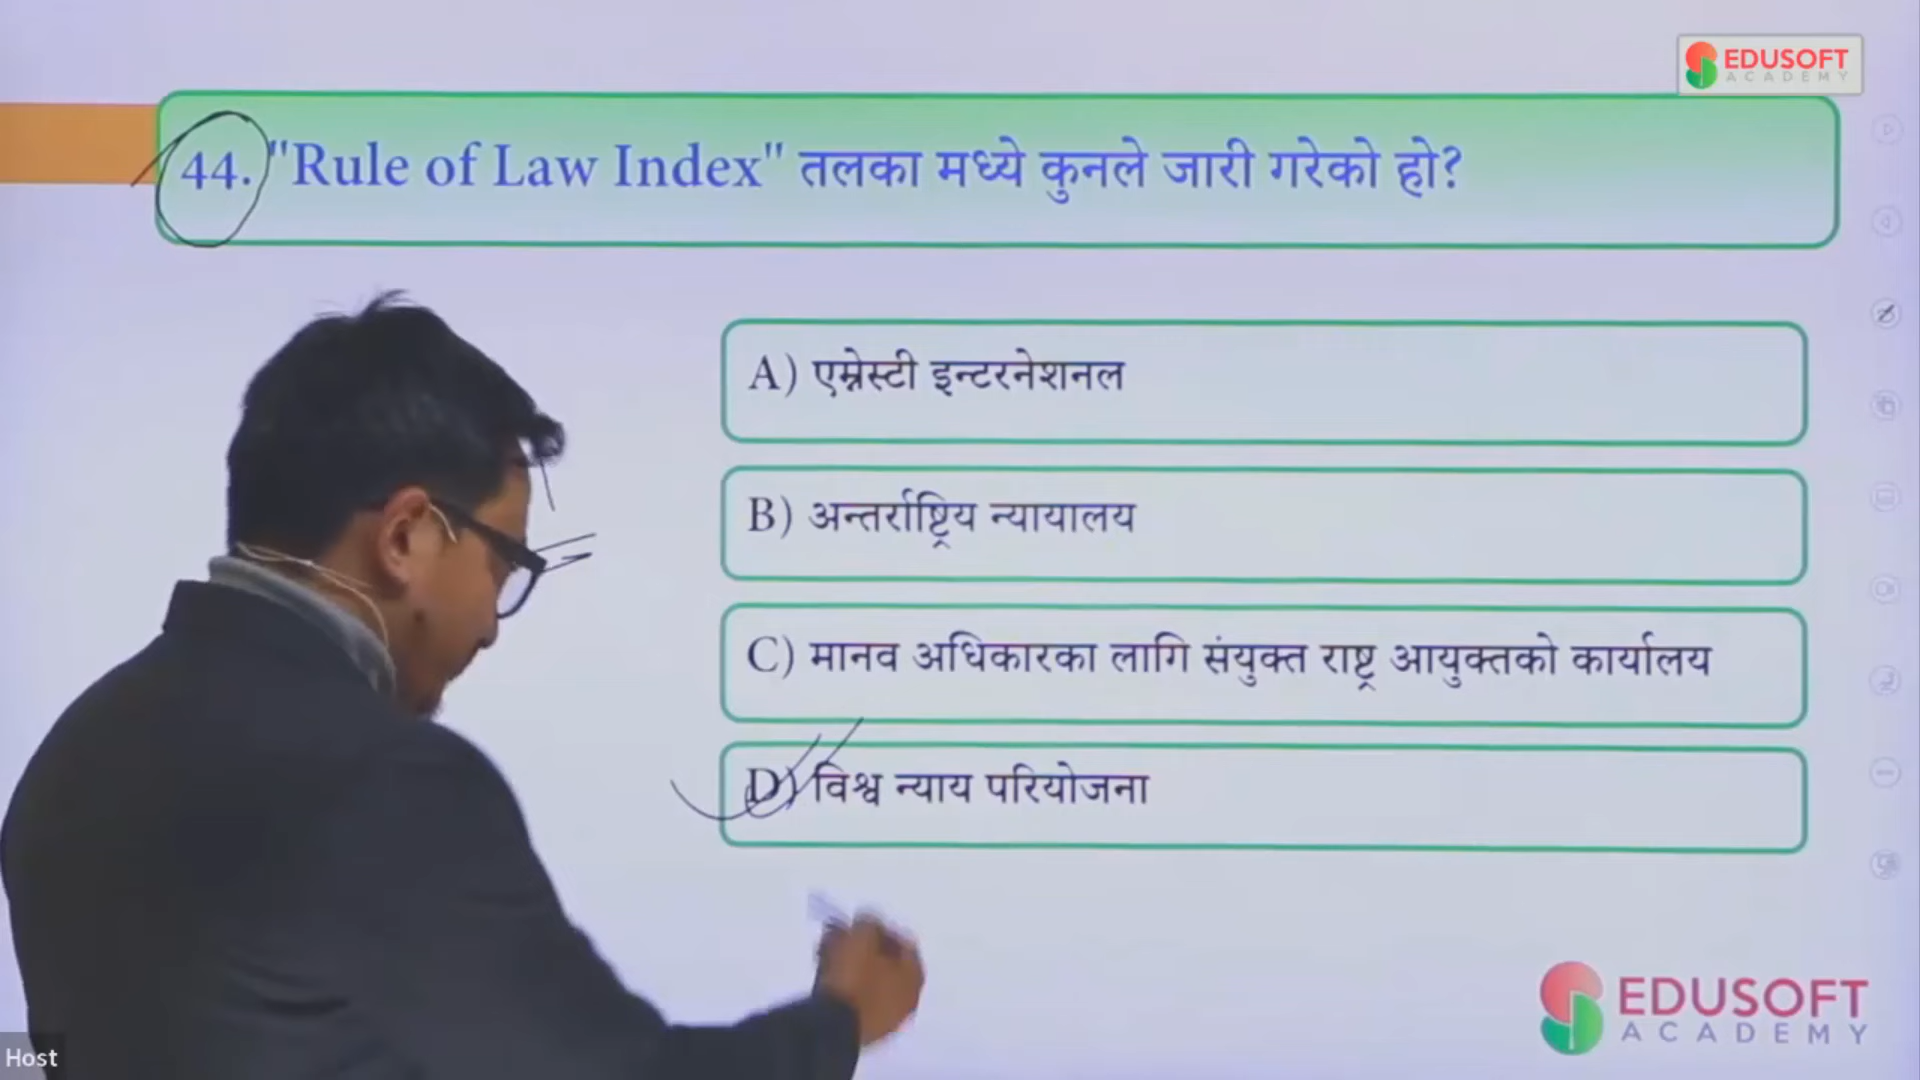 EDUSOFT
ACADEMY
44. "Rule of Law Index" तलका मध्ये कुनले जारी गरेको हो?
A) एम्नेस्टी इन्टरनेशनल
B) अन्तर्राष्ट्रिय न्यायालय
C) मानव अधिकारका लागि संयुक्त राष्ट्र आयुक्तको कार्यालय
D) विश्व न्याय परियोजना
EDUSOFT
ACADEMY
Host